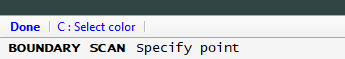 Done C : Select color
BOUNDARY SCAN Specify point